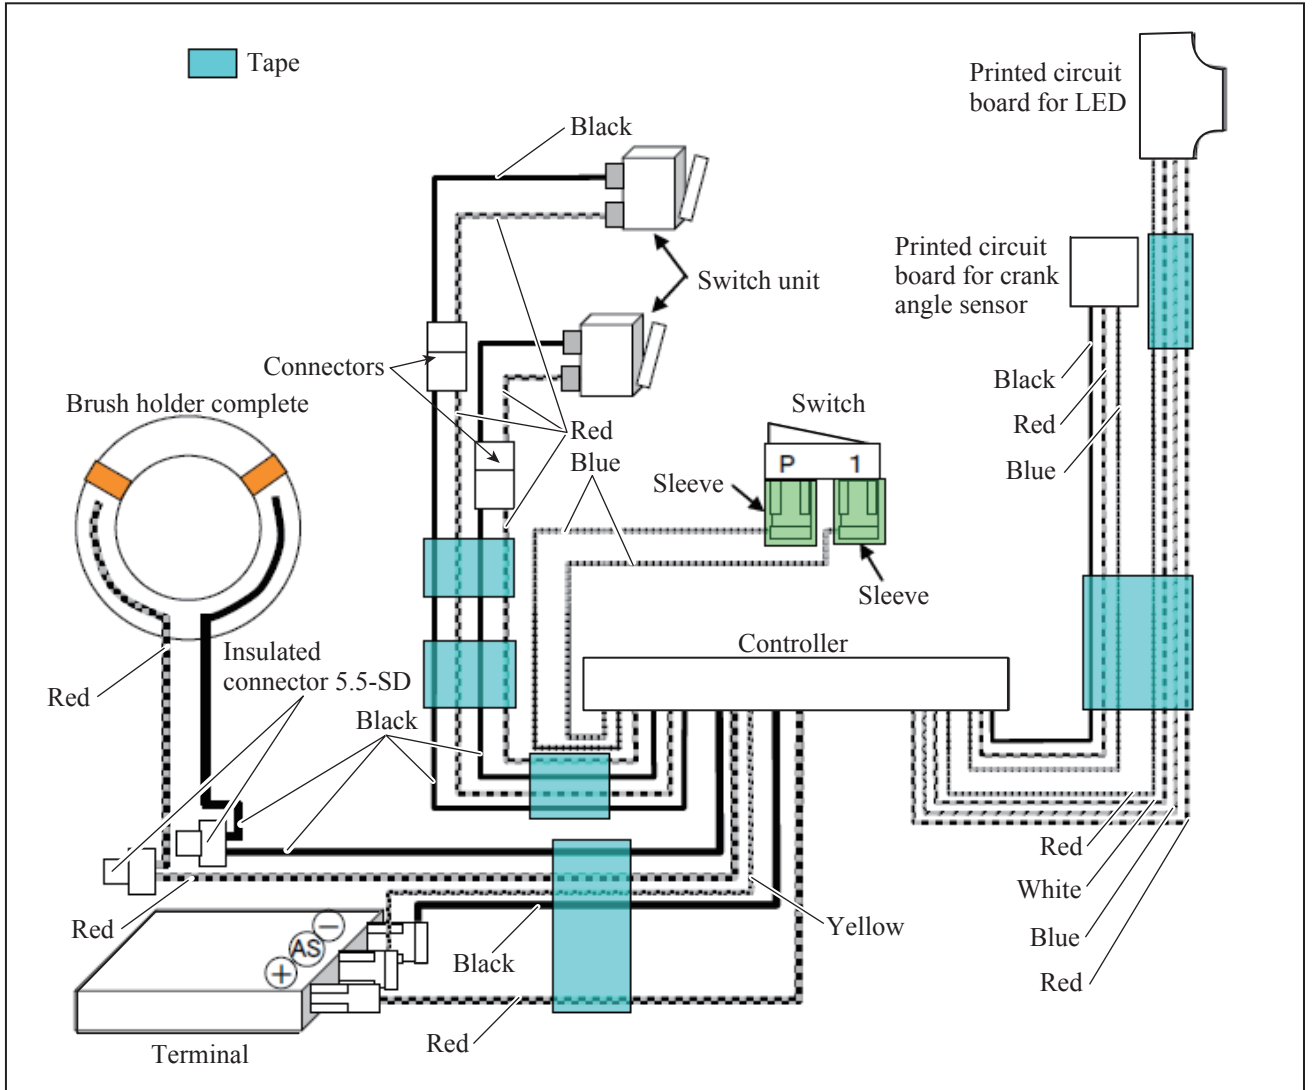 Tape
Printed circuit
board for LED
Black
Printed circuit
board for crank
angle sensor
Switch unit
Connectors
Black
Brush holder complete
Switch
Red
Red
Blue
P 1
Blue
Sleeve
Sleeve
Controller
Insulated
connector 5.5-SD
Red
Black
Red
White
Yellow
Red
Blue
Black
AS
Red
Red
Terminal